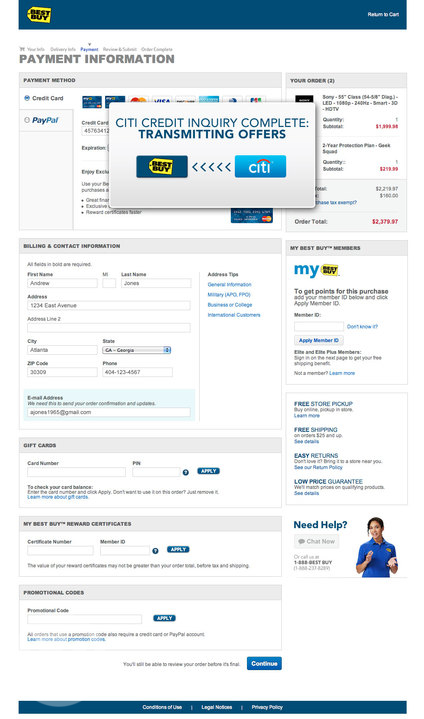 BEST BUY
Return to Cart
Your Info Delivery Info Payment Review & Submit Order Complete
PAYMENT INFORMATION
PAYMENT METHOD
Credit Card
PayPal
VISA
Credit Card
45763412
Expiration:
CITI CREDIT INQUIRY COMPLETE:
TRANSMITTING OFFERS
BEST BUY <<<<< citi
Enjoy Exclu
Use your Be
purchases a
Great finar
Exclusive
Reward certificates faster
YOUR ORDER (2)
Sony - 55" Class (54-5/8" Diag.) -
LED - 1080p - 240Hz - Smart - 3D
- HDTV
Quantity: 1
Subtotal: $1,999.98
2-Year Protection Plan - Geek
Squad
Quantity: 1
Subtotal: $219.99
otal: $2,219.97
$160.00
chase tax exempt?
Order Total: $2,379.97
BILLING & CONTACT INFORMATION
All fields in bold are required.
First Name MI Last Name
Andrew Jones
Address
1234 East Avenue
Address Line 2
City State
Atlanta GA – Georgia
ZIP Code Phone
30309 404-123-4567
E-mail Address
We need this to send your order confirmation and updates.
ajones1965@gmail.com
Address Tips
General Information
Military (APO, FPO)
Business or College
International Customers
MY BEST BUY™ MEMBERS
my BEST BUY
To get points for this purchase
add your member ID below and click
Apply Member ID.
Member ID:
Don't know it?
Apply Member ID
Elite and Elite Plus Members:
Sign in on the next page to get your free
shipping benefit.
Not a member? Learn more
GIFT CARDS
Card Number PIN
? APPLY
To check your card balance:
Enter the card number and click Apply. Don't want to use it on this order? Just remove it.
Learn more about gift cards.
FREE STORE PICKUP
Buy online, pickup in store.
Learn more
FREE SHIPPING
on orders $25 and up.
See details
EASY RETURNS
Don't love it? Bring it to a store near you.
See our Return Policy
LOW PRICE GUARANTEE
We'll match prices on qualifying products.
See details
MY BEST BUY™ REWARD CERTIFICATES
Certificate Number Member ID
? APPLY
The value of your reward certificates may not be greater than your order total, before tax and shipping.
Need Help?
Chat Now
Or call us at
1-888-BEST BUY
(1-888-237-8289)
PROMOTIONAL CODES
Promotional Code
APPLY
All orders that use a promotion code also require a credit card or PayPal account.
Learn more about promotion codes.
You'll still be able to review your order before it's final. Continue
Conditions of Use | Legal Notices | Privacy Policy